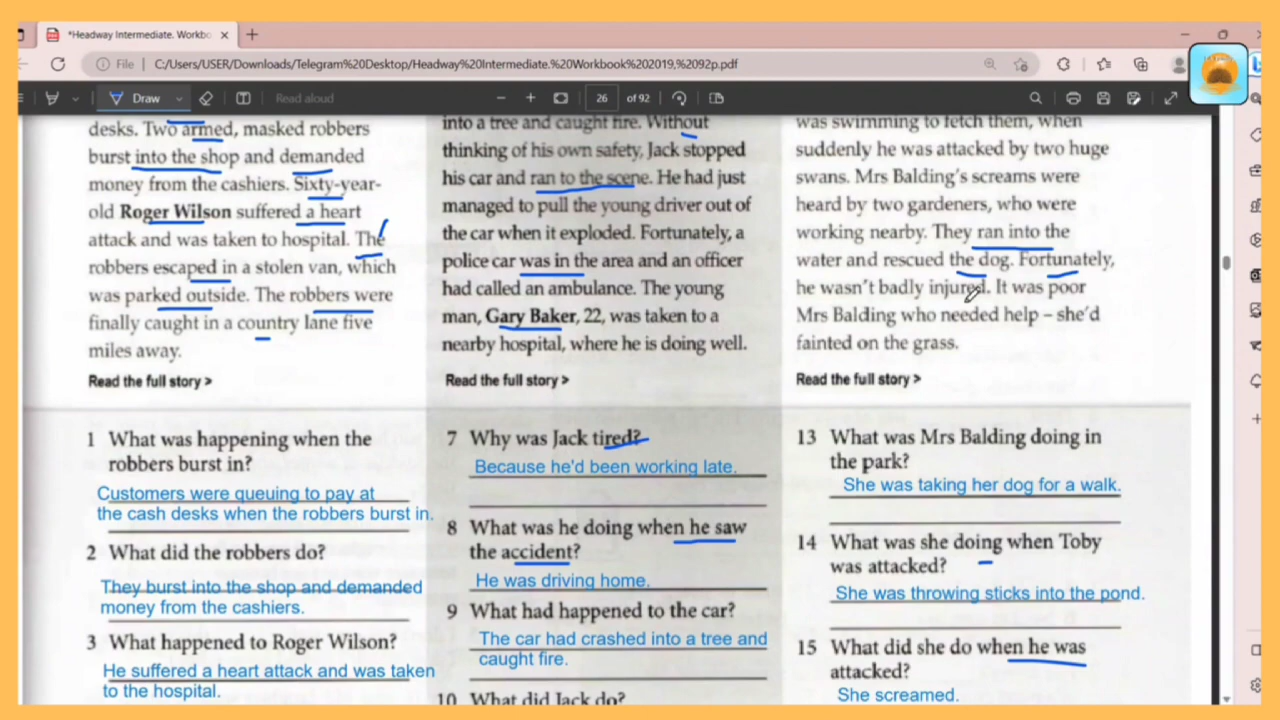 *Headway Intermediate. Workbo
File
C:/Users/USER/Downloads/Telegram%20Desktop/Headway%20Intermediate.%20Workbook%202019,%2092p.pdf
Draw
Read aloud
26 of 92
desks. Two armed, masked robbers
burst into the shop and demanded
money from the cashiers. Sixty-year-
old Roger Wilson suffered a heart
attack and was taken to hospital. The
robbers escaped in a stolen van, which
was parked outside. The robbers were
finally caught in a country lane five
miles away.
Read the full story >
into a tree and caught fire. Without
thinking of his own safety, Jack stopped
his car and ran to the scene. He had just
managed to pull the young driver out of
the car when it exploded. Fortunately, a
police car was in the area and an officer
had called an ambulance. The young
man, Gary Baker, 22, was taken to a
nearby hospital, where he is doing well.
Read the full story >
was swimming to fetch them, when
suddenly he was attacked by two huge
swans. Mrs Balding's screams were
heard by two gardeners, who were
working nearby. They ran into the
water and rescued the dog. Fortunately,
he wasn't badly injured. It was poor
Mrs Balding who needed help – she'd
fainted on the grass.
Read the full story >
1 What was happening when the
robbers burst in?
Customers were queuing to pay at
the cash desks when the robbers burst in.
2 What did the robbers do?
They burst into the shop and demanded
money from the cashiers.
3 What happened to Roger Wilson?
He suffered a heart attack and was taken
to the hospital.
7 Why was Jack tired?
Because he'd been working late.
8 What was he doing when he saw
the accident?
He was driving home.
9 What had happened to the car?
The car had crashed into a tree and
caught fire.
10 What did Jack do?
13 What was Mrs Balding doing in
the park?
She was taking her dog for a walk.
14 What was she doing when Toby
was attacked?
She was throwing sticks into the pond.
15 What did she do when he was
attacked?
She screamed.